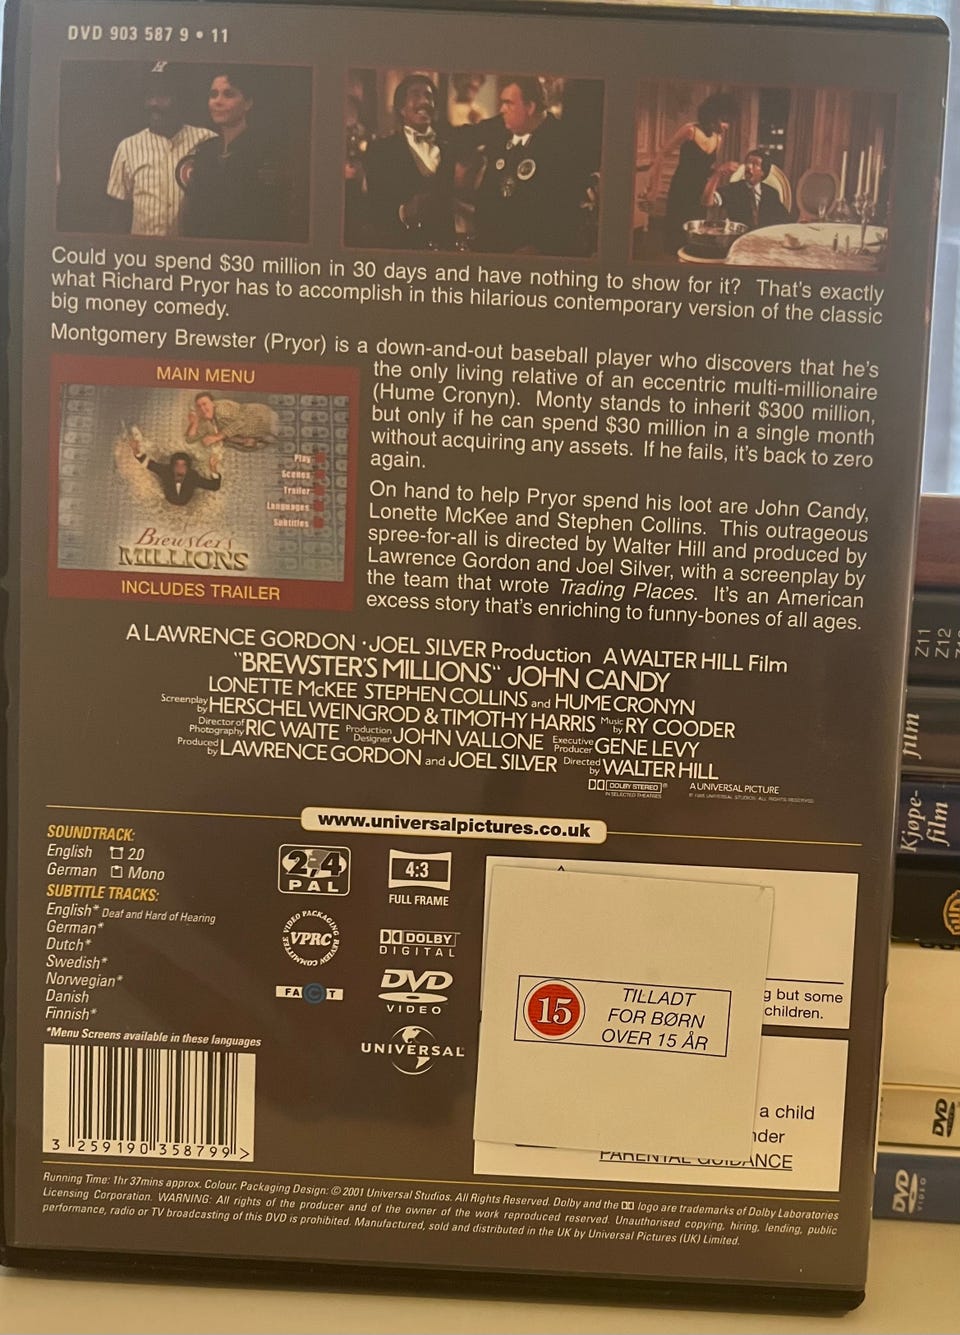 DVD 903 587 9 • 11
Could you spend $30 million in 30 days and have nothing to show for it? That's exactly
what Richard Pryor has to accomplish in this hilarious contemporary version of the classic
big money comedy.
Montgomery Brewster (Pryor) is a down-and-out baseball player who discovers that he's
the only living relative of an eccentric multi-millionaire
(Hume Cronyn). Monty stands to inherit $300 million,
but only if he can spend $30 million in a single month
without acquiring any assets. If he fails, it's back to zero
again.
MAIN MENU
Play
Scenes
Trailer
Languages
Subtitles
Brewster's
MILLIONS
INCLUDES TRAILER
On hand to help Pryor spend his loot are John Candy,
Lonette McKee and Stephen Collins. This outrageous
spree-for-all is directed by Walter Hill and produced by
Lawrence Gordon and Joel Silver, with a screenplay by
the team that wrote Trading Places. It's an American
excess story that's enriching to funny-bones of all ages.
A LAWRENCE GORDON · JOEL SILVER Production A WALTER HILL Film
"BREWSTER'S MILLIONS" JOHN CANDY
LONETTE McKEE STEPHEN COLLINS and HUME CRONYN
Screenplay by HERSCHEL WEINGROD & TIMOTHY HARRIS Music by RY COODER
Director of Photography RIC WAITE Production Designer JOHN VALLONE Executive Producer GENE LEVY
Produced by LAWRENCE GORDON and JOEL SILVER Directed by WALTER HILL
DOLBY STEREO ® A UNIVERSAL PICTURE
IN SELECTED THEATRES © 1985 UNIVERSAL STUDIOS. ALL RIGHTS RESERVED
www.universalpictures.co.uk
SOUNDTRACK:
English 2.0
German Mono
SUBTITLE TRACKS:
English* Deaf and Hard of Hearing
German*
Dutch*
Swedish*
Norwegian*
Danish
Finnish*
*Menu Screens available in these languages
2,4
PAL
4:3
FULL FRAME
VIDEO PACKAGING REVIEW COMMITTEE
VPRC
DOLBY
DIGITAL
FACT
DVD
VIDEO
UNIVERSAL
15
TILLADT
FOR BØRN
OVER 15 ÅR
g but some
children.
a child
nder
PARENTAL GUIDANCE
3 259190 358799 >
Running Time: 1hr 37mins approx. Colour. Packaging Design: © 2001 Universal Studios. All Rights Reserved. Dolby and the DD logo are trademarks of Dolby Laboratories
Licensing Corporation. WARNING: All rights of the producer and of the owner of the work reproduced reserved. Unauthorised copying, hiring, lending, public
performance, radio or TV broadcasting of this DVD is prohibited. Manufactured, sold and distributed in the UK by Universal Pictures (UK) Limited.
Z11
Z12
film
Kjøpe-
film
DVD
DVD
VIDEO